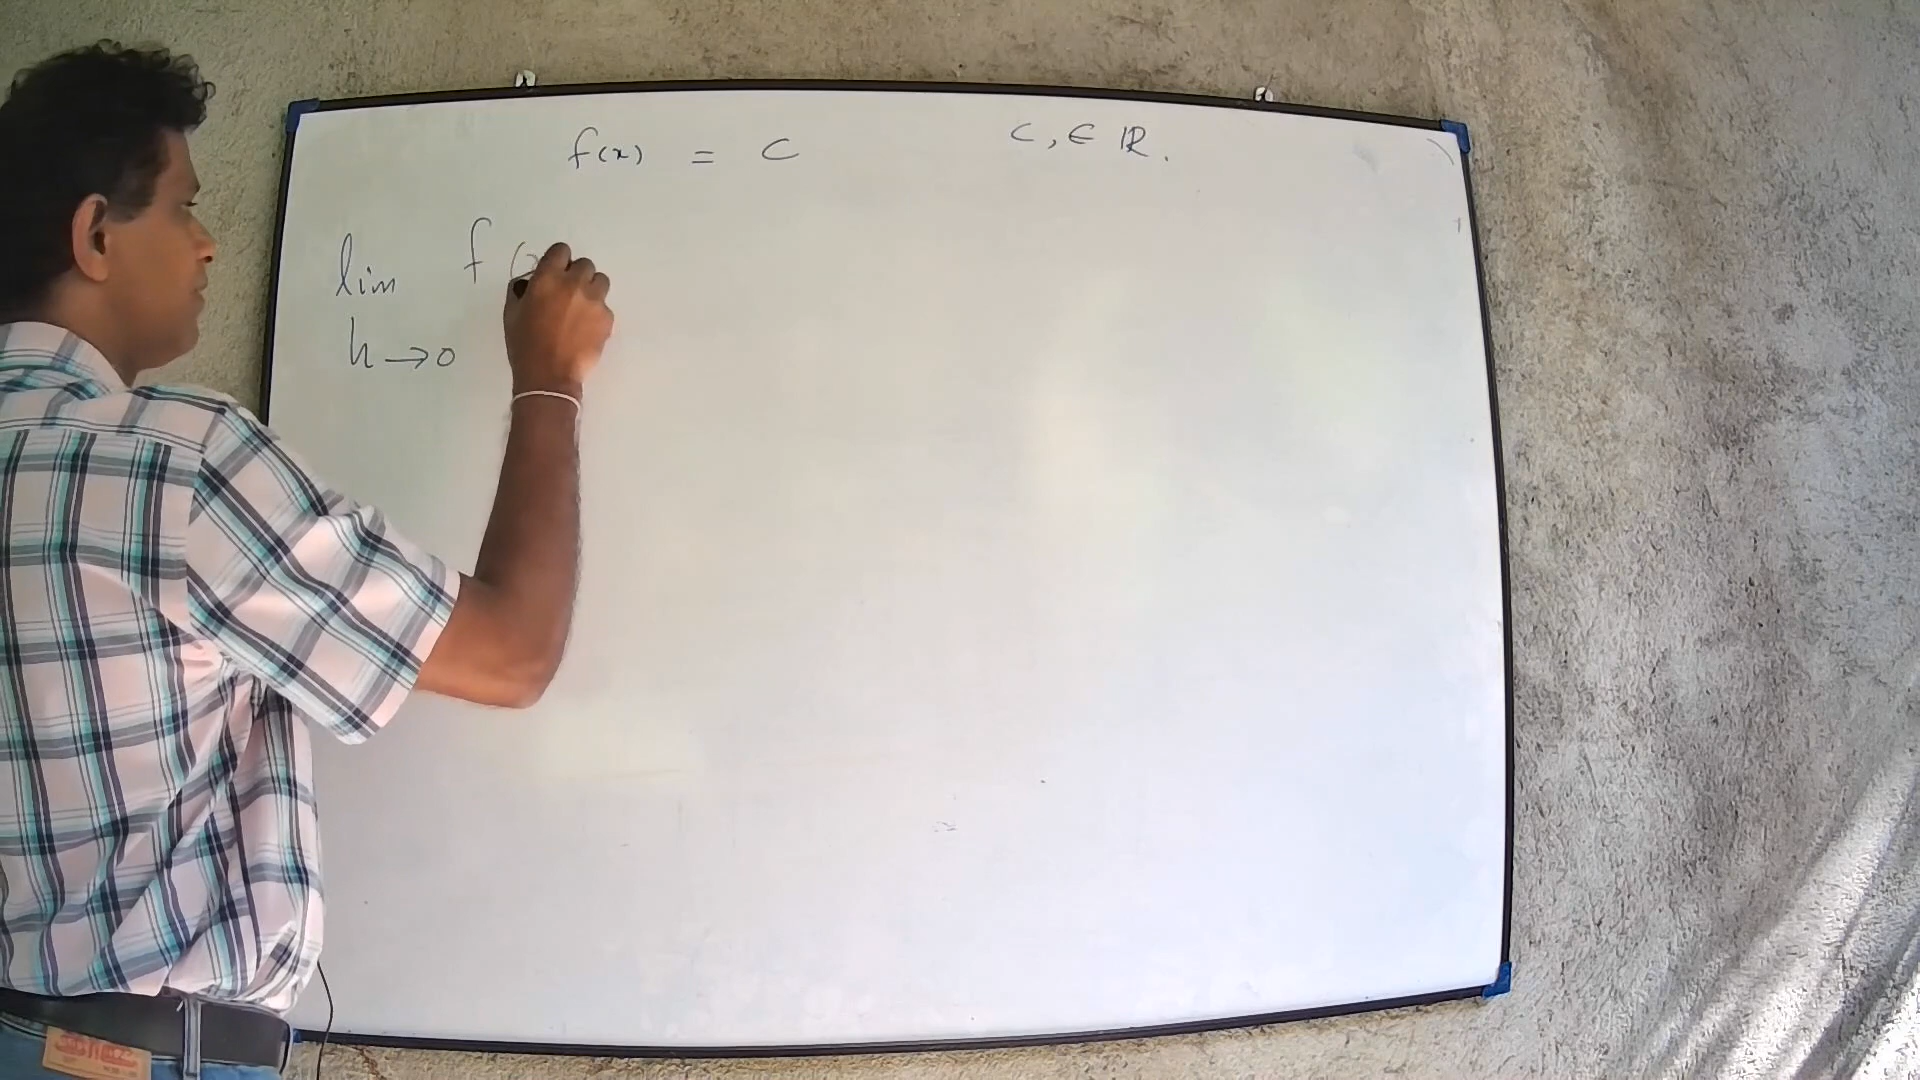 f(x) = c c, ∈ ℝ.
lim f (x
h → 0